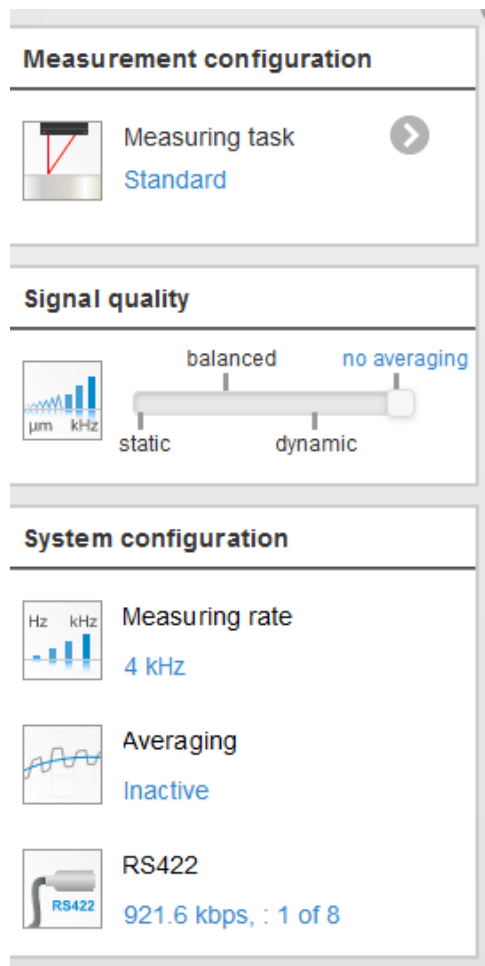 Measurement configuration
Measuring task
Standard
Signal quality
balanced no averaging
µm kHz
static dynamic
System configuration
Hz kHz
Measuring rate
4 kHz
Averaging
Inactive
RS422
RS422
921.6 kbps, : 1 of 8